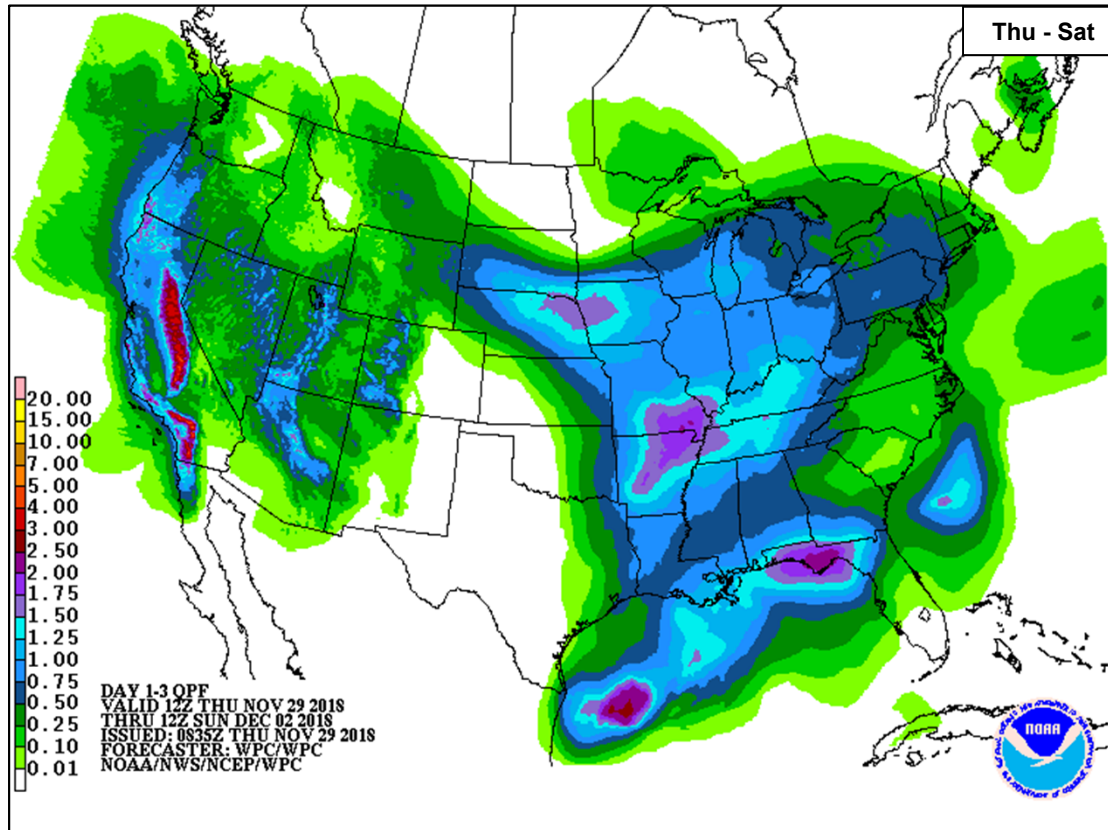 Thu - Sat
20.00
15.00
10.00
7.00
5.00
4.00
3.00
2.50
2.00
1.75
1.50
1.25
1.00
0.75
0.50
0.25
0.10
0.01
DAY 1-3 QPF
VALID 12Z THU NOV 29 2018
THRU 12Z SUN DEC 02 2018
ISSUED: 0835Z THU NOV 29 2018
FORECASTER: WPC/WPC
NOAA/NWS/NCEP/WPC
NOAA